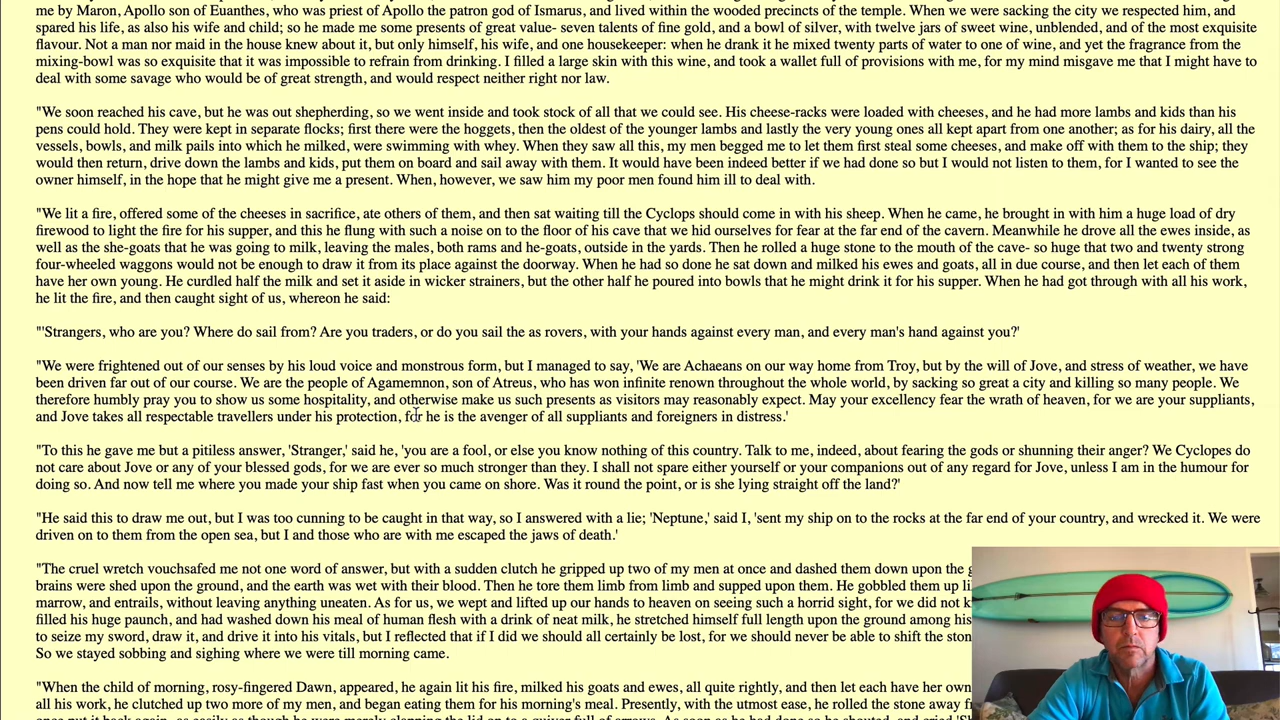 me by Maron, Apollo son of Euanthes, who was priest of Apollo the patron god of Ismarus, and lived within the wooded precincts of the temple. When we were sacking the city we respected him, and
spared his life, as also his wife and child; so he made me some presents of great value- seven talents of fine gold, and a bowl of silver, with twelve jars of sweet wine, unblended, and of the most exquisite
flavour. Not a man nor maid in the house knew about it, but only himself, his wife, and one housekeeper: when he drank it he mixed twenty parts of water to one of wine, and yet the fragrance from the
mixing-bowl was so exquisite that it was impossible to refrain from drinking. I filled a large skin with this wine, and took a wallet full of provisions with me, for my mind misgave me that I might have to
deal with some savage who would be of great strength, and would respect neither right nor law.
"We soon reached his cave, but he was out shepherding, so we went inside and took stock of all that we could see. His cheese-racks were loaded with cheeses, and he had more lambs and kids than his
pens could hold. They were kept in separate flocks; first there were the hoggets, then the oldest of the younger lambs and lastly the very young ones all kept apart from one another; as for his dairy, all the
vessels, bowls, and milk pails into which he milked, were swimming with whey. When they saw all this, my men begged me to let them first steal some cheeses, and make off with them to the ship; they
would then return, drive down the lambs and kids, put them on board and sail away with them. It would have been indeed better if we had done so but I would not listen to them, for I wanted to see the
owner himself, in the hope that he might give me a present. When, however, we saw him my poor men found him ill to deal with.
"We lit a fire, offered some of the cheeses in sacrifice, ate others of them, and then sat waiting till the Cyclops should come in with his sheep. When he came, he brought in with him a huge load of dry
firewood to light the fire for his supper, and this he flung with such a noise on to the floor of his cave that we hid ourselves for fear at the far end of the cavern. Meanwhile he drove all the ewes inside, as
well as the she-goats that he was going to milk, leaving the males, both rams and he-goats, outside in the yards. Then he rolled a huge stone to the mouth of the cave- so huge that two and twenty strong
four-wheeled waggons would not be enough to draw it from its place against the doorway. When he had so done he sat down and milked his ewes and goats, all in due course, and then let each of them
have her own young. He curdled half the milk and set it aside in wicker strainers, but the other half he poured into bowls that he might drink it for his supper. When he had got through with all his work,
he lit the fire, and then caught sight of us, whereon he said:
"'Strangers, who are you? Where do sail from? Are you traders, or do you sail the as rovers, with your hands against every man, and every man's hand against you?'
"We were frightened out of our senses by his loud voice and monstrous form, but I managed to say, 'We are Achaeans on our way home from Troy, but by the will of Jove, and stress of weather, we have
been driven far out of our course. We are the people of Agamemnon, son of Atreus, who has won infinite renown throughout the whole world, by sacking so great a city and killing so many people. We
therefore humbly pray you to show us some hospitality, and otherwise make us such presents as visitors may reasonably expect. May your excellency fear the wrath of heaven, for we are your suppliants,
and Jove takes all respectable travellers under his protection, for he is the avenger of all suppliants and foreigners in distress.'
"To this he gave me but a pitiless answer, 'Stranger,' said he, 'you are a fool, or else you know nothing of this country. Talk to me, indeed, about fearing the gods or shunning their anger? We Cyclopes do
not care about Jove or any of your blessed gods, for we are ever so much stronger than they. I shall not spare either yourself or your companions out of any regard for Jove, unless I am in the humour for
doing so. And now tell me where you made your ship fast when you came on shore. Was it round the point, or is she lying straight off the land?'
"He said this to draw me out, but I was too cunning to be caught in that way, so I answered with a lie; 'Neptune,' said I, 'sent my ship on to the rocks at the far end of your country, and wrecked it. We were
driven on to them from the open sea, but I and those who are with me escaped the jaws of death.'
"The cruel wretch vouchsafed me not one word of answer, but with a sudden clutch he gripped up two of my men at once and dashed them down upon the
brains were shed upon the ground, and the earth was wet with their blood. Then he tore them limb from limb and supped upon them. He gobbled them up li
marrow, and entrails, without leaving anything uneaten. As for us, we wept and lifted up our hands to heaven on seeing such a horrid sight, for we did not k
filled his huge paunch, and had washed down his meal of human flesh with a drink of neat milk, he stretched himself full length upon the ground among his
to seize my sword, draw it, and drive it into his vitals, but I reflected that if I did we should all certainly be lost, for we should never be able to shift the ston
So we stayed sobbing and sighing where we were till morning came.
"When the child of morning, rosy-fingered Dawn, appeared, he again lit his fire, milked his goats and ewes, all quite rightly, and then let each have her own
all his work, he clutched up two more of my men, and began eating them for his morning's meal. Presently, with the utmost ease, he rolled the stone away f
once put it back again, as easily as though he were merely clapping the lid on to a quiver full of arrows. As soon as he had done so he shouted, and cried 'Sh